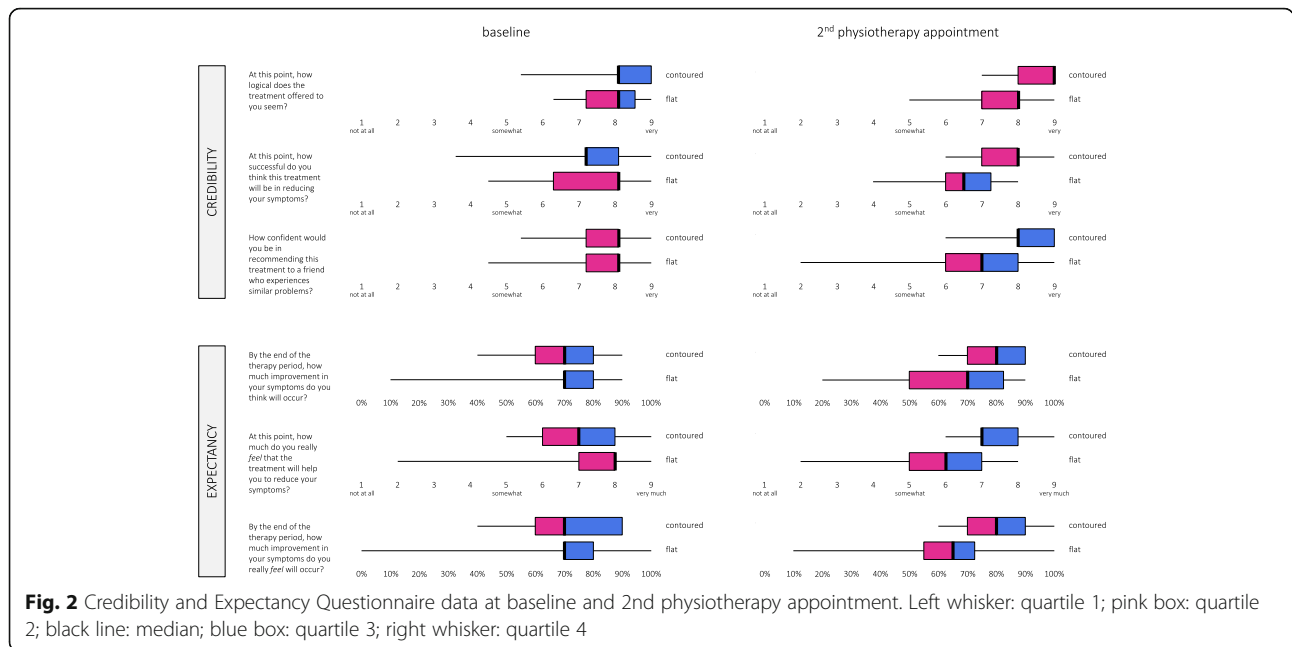 baseline
2nd physiotherapy appointment
CREDIBILITY
At this point, how
logical does the
treatment offered to
you seem?
contoured
flat
1 2 3 4 5 6 7 8 9
not at all somewhat very
contoured
flat
1 2 3 4 5 6 7 8 9
not at all somewhat very
At this point, how
successful do you
think this treatment
will be in reducing
your symptoms?
contoured
flat
1 2 3 4 5 6 7 8 9
not at all somewhat very
contoured
flat
1 2 3 4 5 6 7 8 9
not at all somewhat very
How confident would
you be in
recommending this
treatment to a friend
who experiences
similar problems?
contoured
flat
1 2 3 4 5 6 7 8 9
not at all somewhat very
contoured
flat
1 2 3 4 5 6 7 8 9
not at all somewhat very
EXPECTANCY
By the end of the
therapy period, how
much improvement in
your symptoms do you
think will occur?
contoured
flat
0% 10% 20% 30% 40% 50% 60% 70% 80% 90% 100%
contoured
flat
0% 10% 20% 30% 40% 50% 60% 70% 80% 90% 100%
At this point, how
much do you really
feel that the
treatment will help
you to reduce your
symptoms?
contoured
flat
1 2 3 4 5 6 7 8 9
not at all somewhat very much
contoured
flat
1 2 3 4 5 6 7 8 9
not at all somewhat very much
By the end of the
therapy period, how
much improvement in
your symptoms do you
really feel will occur?
contoured
flat
0% 10% 20% 30% 40% 50% 60% 70% 80% 90% 100%
contoured
flat
0% 10% 20% 30% 40% 50% 60% 70% 80% 90% 100%
Fig. 2 Credibility and Expectancy Questionnaire data at baseline and 2nd physiotherapy appointment. Left whisker: quartile 1; pink box: quartile
2; black line: median; blue box: quartile 3; right whisker: quartile 4